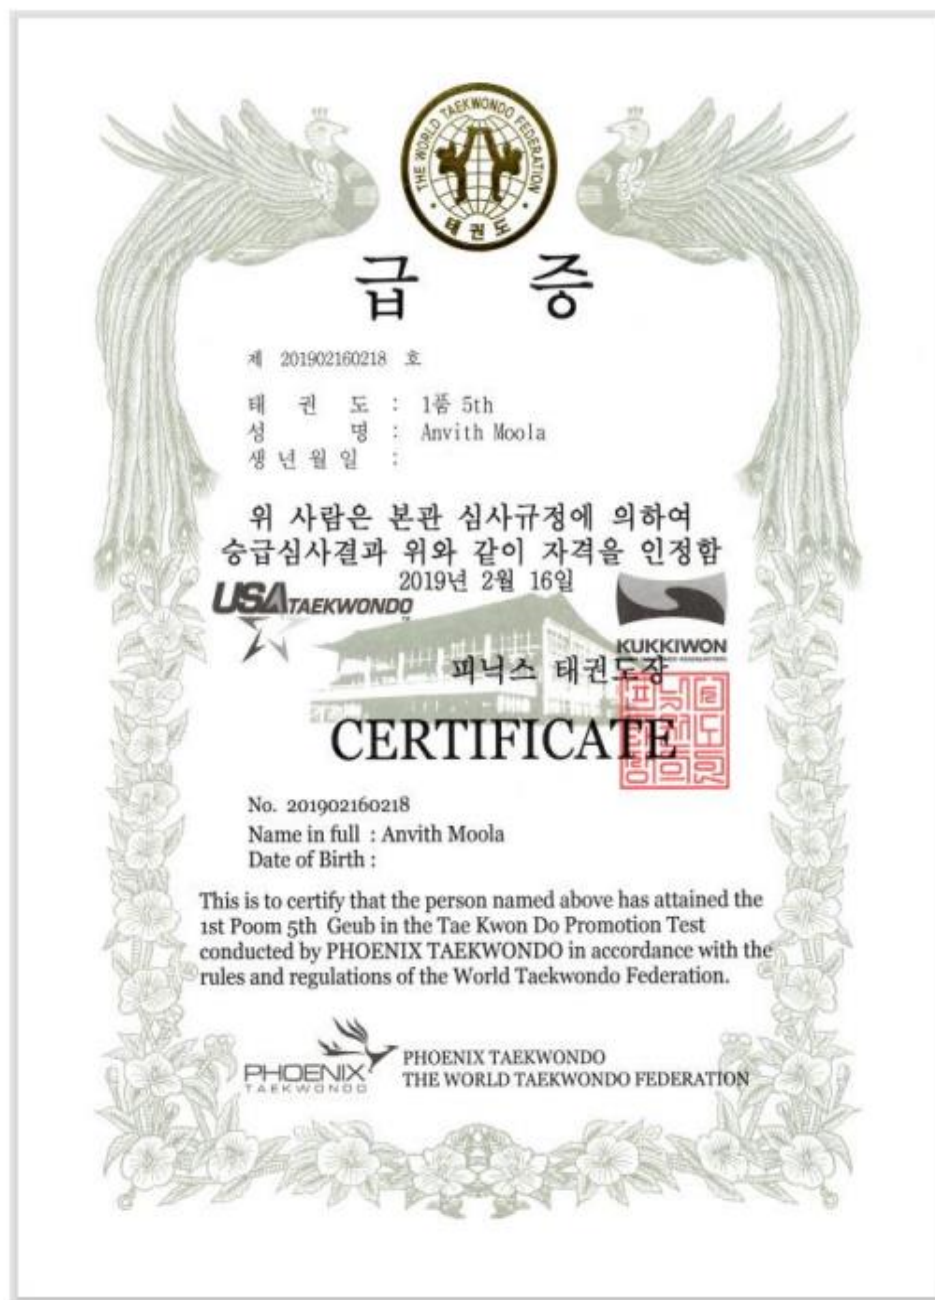 THE WORLD TAEKWONDO FEDERATION
태권도
급 증
제 201902160218 호
태 권 도 : 1품 5th
성 명 : Anvith Moola
생년월일 :
위 사람은 본관 심사규정에 의하여
승급심사결과 위와 같이 자격을 인정함
2019년 2월 16일
USA TAEKWONDO
KUKKIWON
피닉스 태권도장
CERTIFICATE
No. 201902160218
Name in full : Anvith Moola
Date of Birth :
This is to certify that the person named above has attained the
1st Poom 5th Geub in the Tae Kwon Do Promotion Test
conducted by PHOENIX TAEKWONDO in accordance with the
rules and regulations of the World Taekwondo Federation.
PHOENIX
TAEKWONDO
PHOENIX TAEKWONDO
THE WORLD TAEKWONDO FEDERATION